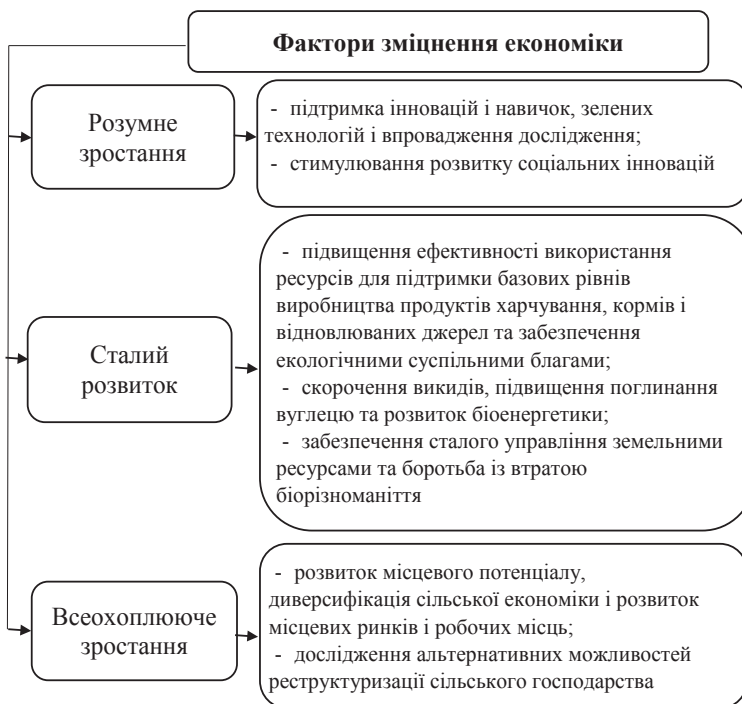 Фактори зміцнення економіки
Розумне
зростання
- підтримка інновацій і навичок, зелених
технологій і впровадження дослідження;
- стимулювання розвитку соціальних інновацій
Сталий
розвиток
- підвищення ефективності використання
ресурсів для підтримки базових рівнів
виробництва продуктів харчування, кормів і
відновлюваних джерел та забезпечення
екологічними суспільними благами;
- скорочення викидів, підвищення поглинання
вуглецю та розвиток біоенергетики;
- забезпечення сталого управління земельними
ресурсами та боротьба із втратою
біорізноманіття
Всеохоплююче
зростання
- розвиток місцевого потенціалу,
диверсифікація сільської економіки і розвиток
місцевих ринків і робочих місць;
- дослідження альтернативних можливостей
реструктуризації сільського господарства